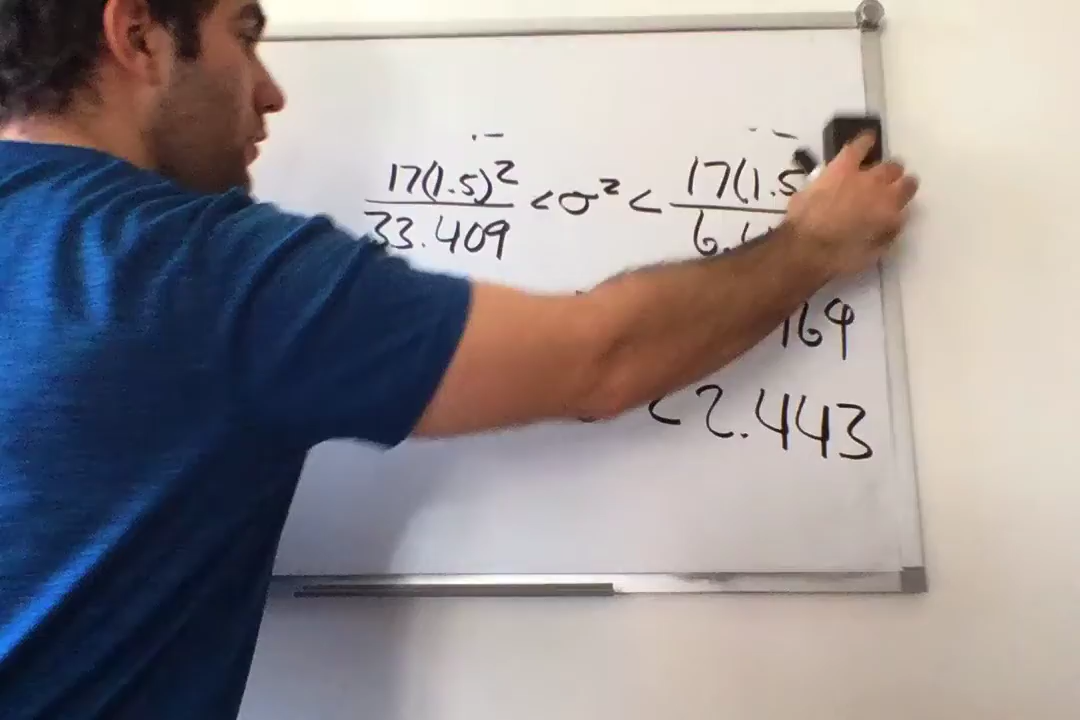 17(1.5)² < σ² < 17(1.5
33.409 6.
169
< 2.443